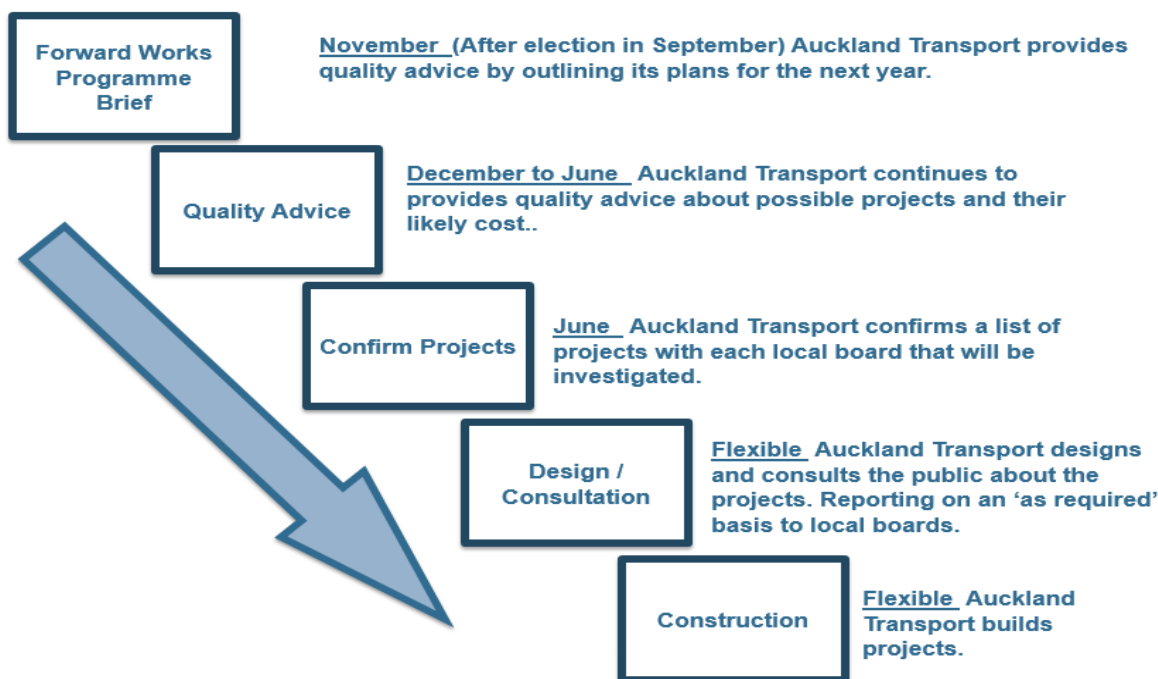 Forward Works
Programme
Brief
November  (After election in September) Auckland Transport provides
quality advice by outlining its plans for the next year.
Quality Advice
December to June  Auckland Transport continues to
provides quality advice about possible projects and their
likely cost..
Confirm Projects
June  Auckland Transport confirms a list of
projects with each local board that will be
investigated.
Design /
Consultation
Flexible  Auckland Transport designs
and consults the public about the
projects. Reporting on an ‘as required’
basis to local boards.
Construction
Flexible  Auckland
Transport builds
projects.